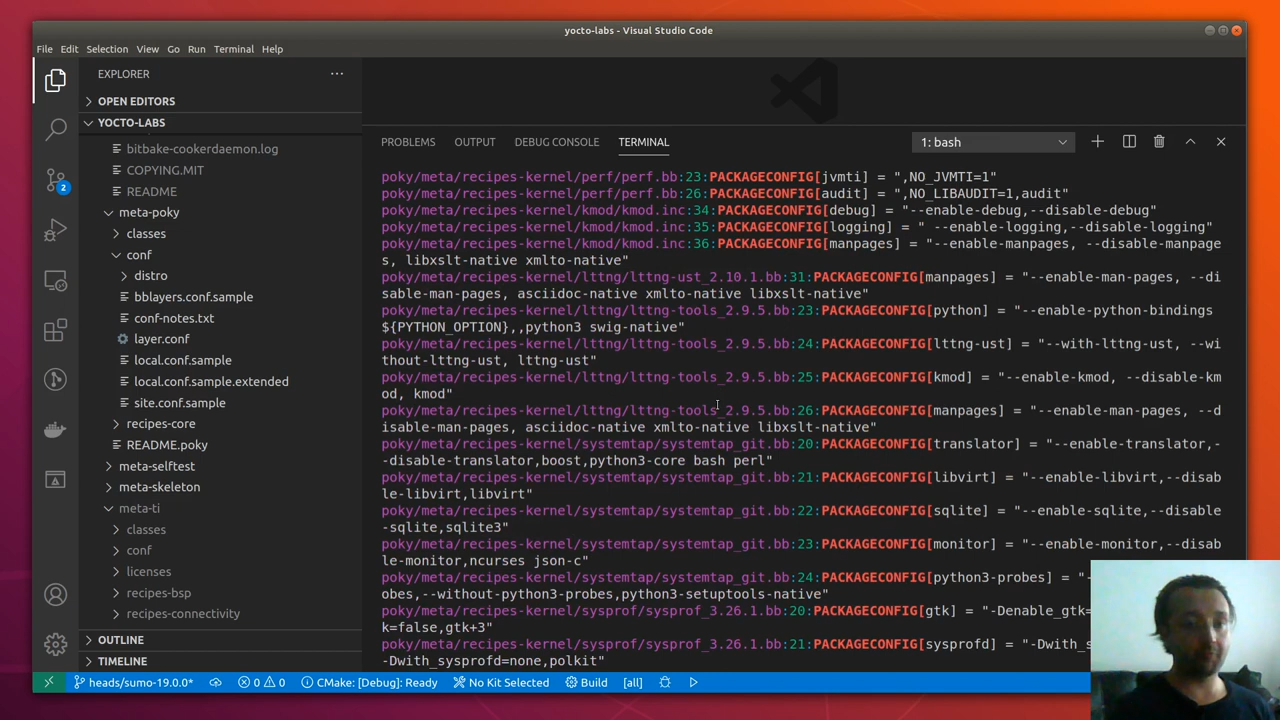 yocto-labs - Visual Studio Code
File Edit Selection View Go Run Terminal Help
EXPLORER
OPEN EDITORS
YOCTO-LABS
bitbake-cookerdaemon.log
COPYING.MIT
README
meta-poky
classes
conf
distro
bblayers.conf.sample
conf-notes.txt
layer.conf
local.conf.sample
local.conf.sample.extended
site.conf.sample
recipes-core
README.poky
meta-selftest
meta-skeleton
meta-ti
classes
conf
licenses
recipes-bsp
recipes-connectivity
OUTLINE
TIMELINE
2
PROBLEMS OUTPUT DEBUG CONSOLE TERMINAL 1: bash
poky/meta/recipes-kernel/perf/perf.bb:23:PACKAGECONFIG[jvmti] = ",NO_JVMTI=1"
poky/meta/recipes-kernel/perf/perf.bb:26:PACKAGECONFIG[audit] = ",NO_LIBAUDIT=1,audit"
poky/meta/recipes-kernel/kmod/kmod.inc:34:PACKAGECONFIG[debug] = "--enable-debug,--disable-debug"
poky/meta/recipes-kernel/kmod/kmod.inc:35:PACKAGECONFIG[logging] = " --enable-logging,--disable-logging"
poky/meta/recipes-kernel/kmod/kmod.inc:36:PACKAGECONFIG[manpages] = "--enable-manpages, --disable-manpage
s, libxslt-native xmlto-native"
poky/meta/recipes-kernel/lttng/lttng-ust_2.10.1.bb:31:PACKAGECONFIG[manpages] = "--enable-man-pages, --di
sable-man-pages, asciidoc-native xmlto-native libxslt-native"
poky/meta/recipes-kernel/lttng/lttng-tools_2.9.5.bb:23:PACKAGECONFIG[python] = "--enable-python-bindings
${PYTHON_OPTION},,python3 swig-native"
poky/meta/recipes-kernel/lttng/lttng-tools_2.9.5.bb:24:PACKAGECONFIG[lttng-ust] = "--with-lttng-ust, --wi
thout-lttng-ust, lttng-ust"
poky/meta/recipes-kernel/lttng/lttng-tools_2.9.5.bb:25:PACKAGECONFIG[kmod] = "--enable-kmod, --disable-km
od, kmod"
poky/meta/recipes-kernel/lttng/lttng-tools_2.9.5.bb:26:PACKAGECONFIG[manpages] = "--enable-man-pages, --d
isable-man-pages, asciidoc-native xmlto-native libxslt-native"
poky/meta/recipes-kernel/systemtap/systemtap_git.bb:20:PACKAGECONFIG[translator] = "--enable-translator,-
-disable-translator,boost,python3-core bash perl"
poky/meta/recipes-kernel/systemtap/systemtap_git.bb:21:PACKAGECONFIG[libvirt] = "--enable-libvirt,--disab
le-libvirt,libvirt"
poky/meta/recipes-kernel/systemtap/systemtap_git.bb:22:PACKAGECONFIG[sqlite] = "--enable-sqlite,--disable
-sqlite,sqlite3"
poky/meta/recipes-kernel/systemtap/systemtap_git.bb:23:PACKAGECONFIG[monitor] = "--enable-monitor,--disab
le-monitor,ncurses json-c"
poky/meta/recipes-kernel/systemtap/systemtap_git.bb:24:PACKAGECONFIG[python3-probes] = "-
obes,--without-python3-probes,python3-setuptools-native"
poky/meta/recipes-kernel/sysprof/sysprof_3.26.1.bb:20:PACKAGECONFIG[gtk] = "-Denable_gtk=
k=false,gtk+3"
poky/meta/recipes-kernel/sysprof/sysprof_3.26.1.bb:21:PACKAGECONFIG[sysprofd] = "-Dwith_s
-Dwith_sysprofd=none,polkit"
heads/sumo-19.0.0* 0 0 CMake: [Debug]: Ready No Kit Selected Build [all]